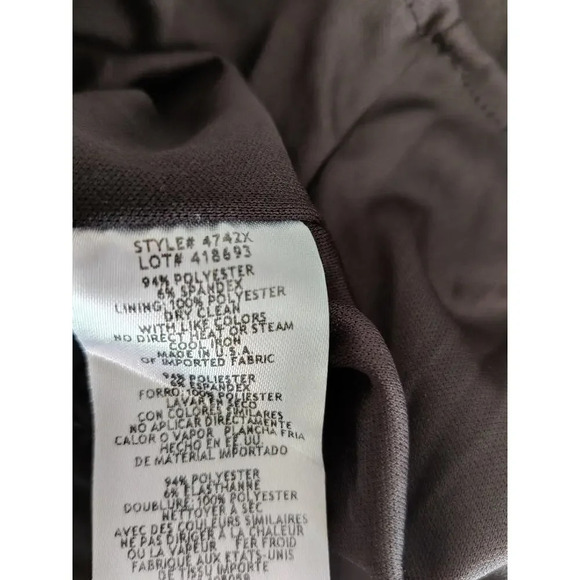 STYLE# 4742X
LOT# 418693
94% POLYESTER
6% SPANDEX
LINING: 100% POLYESTER
DRY CLEAN
WITH LIKE COLORS
NO DIRECT HEAT OR STEAM
COOL IRON
MADE IN U.S.A.
OF IMPORTED FABRIC
94% POLIESTER
6% ESPANDEX
FORRO: 100% POLIESTER
LAVAR EN SECO
CON COLORES SIMILARES
NO APLICAR DIRECTAMENTE
CALOR O VAPOR PLANCHA FRIA
HECHO EN EE.UU.
DE MATERIAL IMPORTADO
94% POLYESTER
6% ELASTHANNE
DOUBLURE: 100% POLYESTER
NETTOYER A SEC
AVEC DES COULEURS SIMILAIRES
NE PAS DIRIGER A LA CHALEUR
OU LA VAPEUR FER FROID
FABRIQUE AUX ETATS-UNIS
DE TISSU IMPORTE